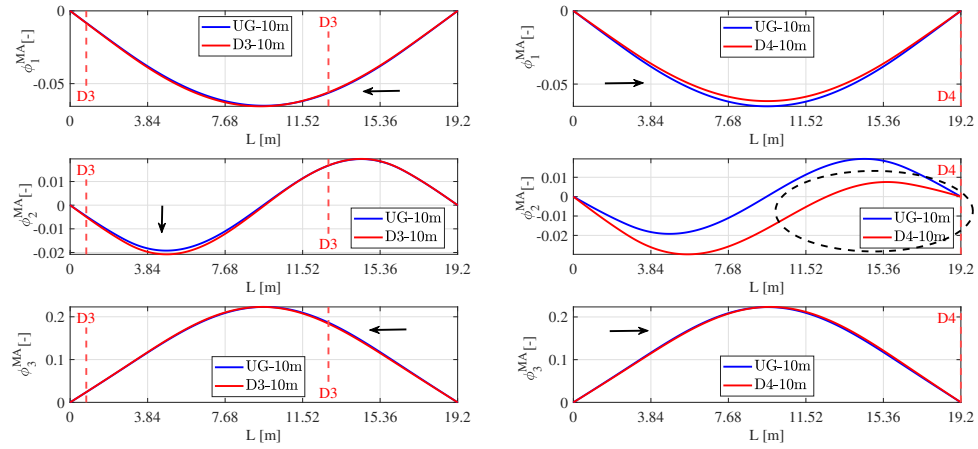 0
-0.05
ϕ₁ᴹᴬ[-]
D3
D3
UG-10m
D3-10m
0 3.84 7.68 11.52 15.36 19.2
L [m]
0
-0.05
ϕ₁ᴹᴬ[-]
UG-10m
D4-10m
D4
0 3.84 7.68 11.52 15.36 19.2
L [m]
0.01
0
-0.01
-0.02
ϕ₂ᴹᴬ[-]
D3
D3
UG-10m
D3-10m
0 3.84 7.68 11.52 15.36 19.2
L [m]
0.01
0
-0.01
-0.02
ϕ₂ᴹᴬ[-]
D4
UG-10m
D4-10m
0 3.84 7.68 11.52 15.36 19.2
L [m]
0.2
0.1
0
ϕ₃ᴹᴬ[-]
D3
D3
UG-10m
D3-10m
0 3.84 7.68 11.52 15.36 19.2
L [m]
0.2
0.1
0
ϕ₃ᴹᴬ[-]
D4
UG-10m
D4-10m
0 3.84 7.68 11.52 15.36 19.2
L [m]